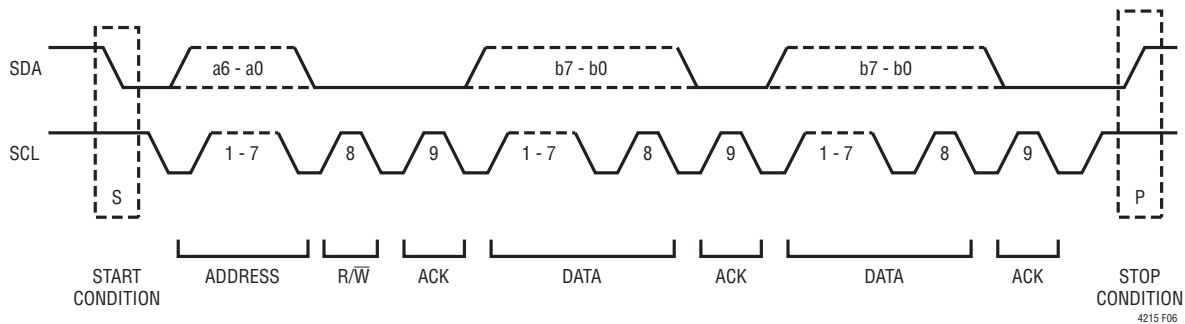 SDA
a6 - a0
b7 - b0
b7 - b0
SCL
1 - 7
8
9
1 - 7
8
9
1 - 7
8
9
S
P
START
CONDITION
ADDRESS
R/W̅
ACK
DATA
ACK
DATA
ACK
STOP
CONDITION
4215 F06